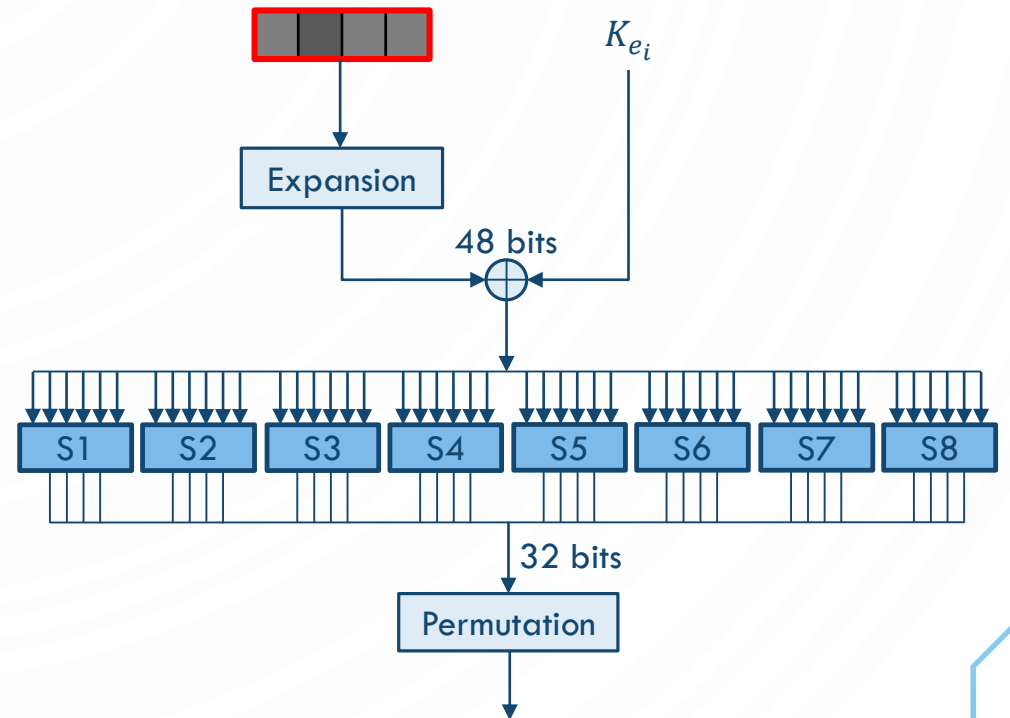 K_{e_i}
Expansion
48 bits
S1 S2 S3 S4 S5 S6 S7 S8
32 bits
Permutation